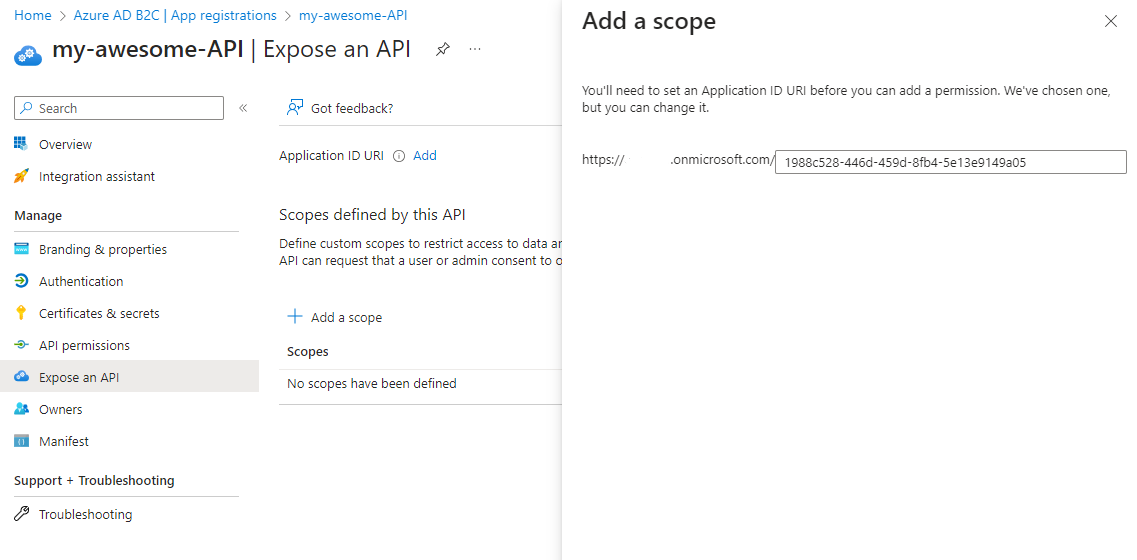 Home > Azure AD B2C | App registrations > my-awesome-API
my-awesome-API | Expose an API
Search
Got feedback?
Overview
Integration assistant
Manage
Branding & properties
Authentication
Certificates & secrets
API permissions
Expose an API
Owners
Manifest
Support + Troubleshooting
Troubleshooting
Application ID URI Add
Scopes defined by this API
Define custom scopes to restrict access to data an
API can request that a user or admin consent to o
Add a scope
Scopes
No scopes have been defined
Add a scope
You'll need to set an Application ID URI before you can add a permission. We've chosen one,
but you can change it.
https:// .onmicrosoft.com/ 1988c528-446d-459d-8fb4-5e13e9149a05